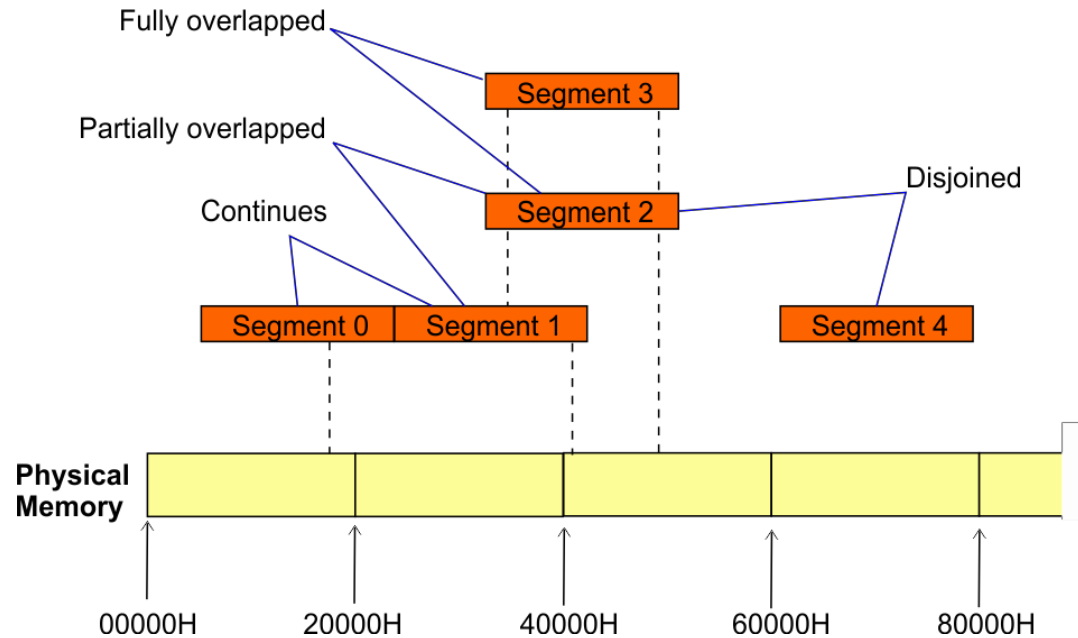 Fully overlapped
Segment 3
Partially overlapped
Disjoined
Segment 2
Continues
Segment 0
Segment 1
Segment 4
Physical
Memory
00000H
20000H
40000H
60000H
80000H